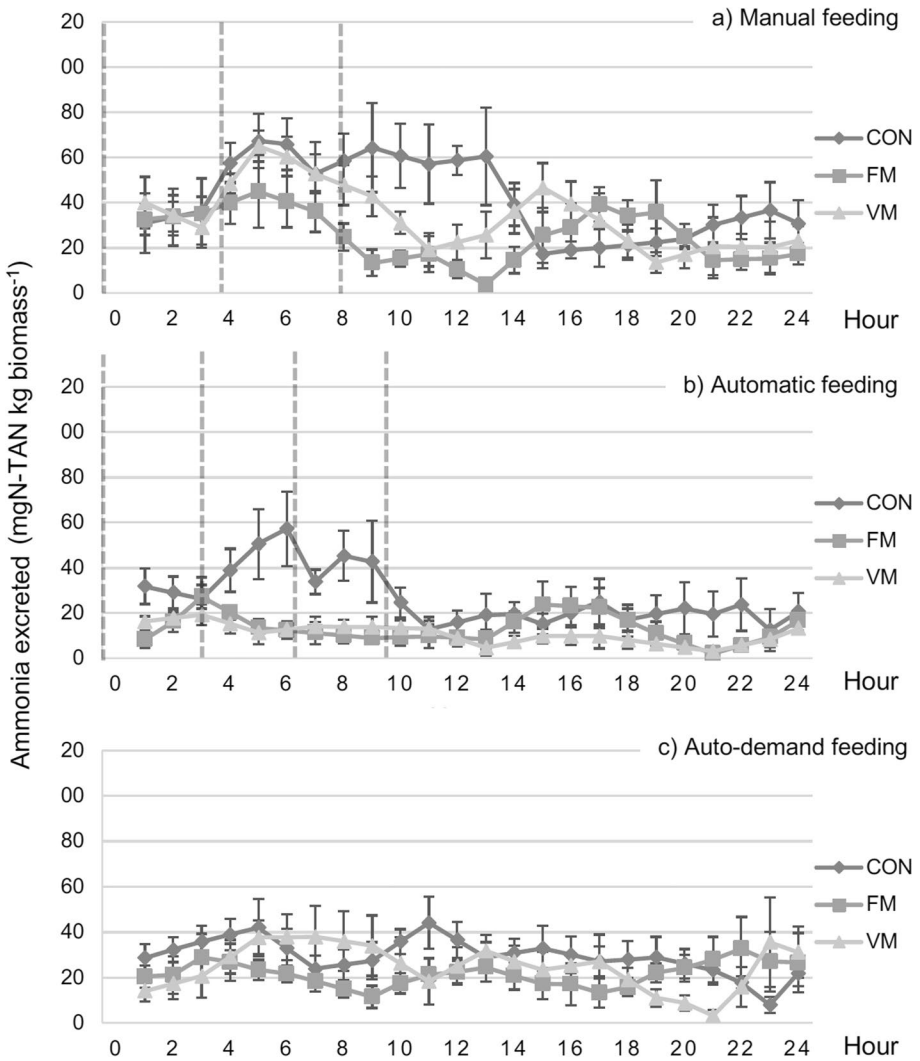 Ammonia excreted (mgN-TAN kg biomass-1)
a) Manual feeding
20
00
80
60
40
20
0
0 2 4 6 8 10 12 14 16 18 20 22 24 Hour
CON
FM
VM
b) Automatic feeding
20
00
80
60
40
20
0
0 2 4 6 8 10 12 14 16 18 20 22 24 Hour
CON
FM
VM
c) Auto-demand feeding
20
00
80
60
40
20
0
0 2 4 6 8 10 12 14 16 18 20 22 24 Hour
CON
FM
VM